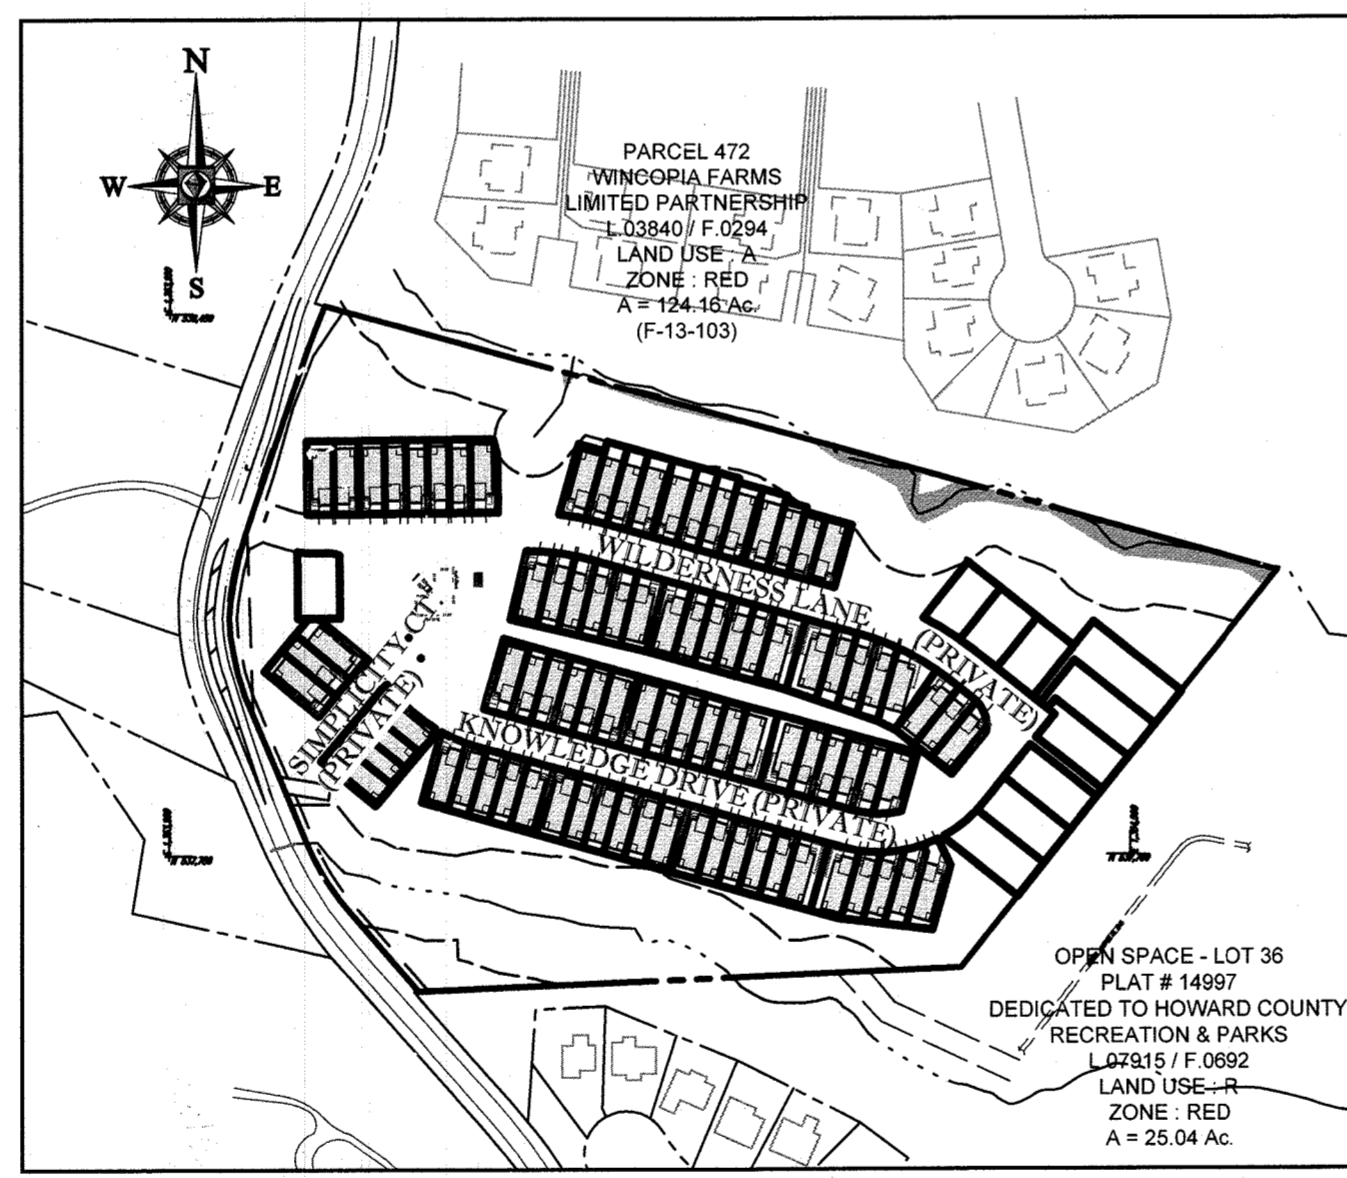 N
W
E
S
PARCEL 472
WINCOPIA FARMS
LIMITED PARTNERSHIP
L.03840 / F.0294
LAND USE : A
ZONE : RED
A = 124.16 Ac.
(F-13-103)
WILDERNESS LANE
(PRIVATE)
SIMPLICITY CT.
(PRIVATE)
KNOWLEDGE DRIVE (PRIVATE)
OPEN SPACE - LOT 36
PLAT # 14997
DEDICATED TO HOWARD COUNTY
RECREATION & PARKS
L.07915 / F.0692
LAND USE : R
ZONE : RED
A = 25.04 Ac.